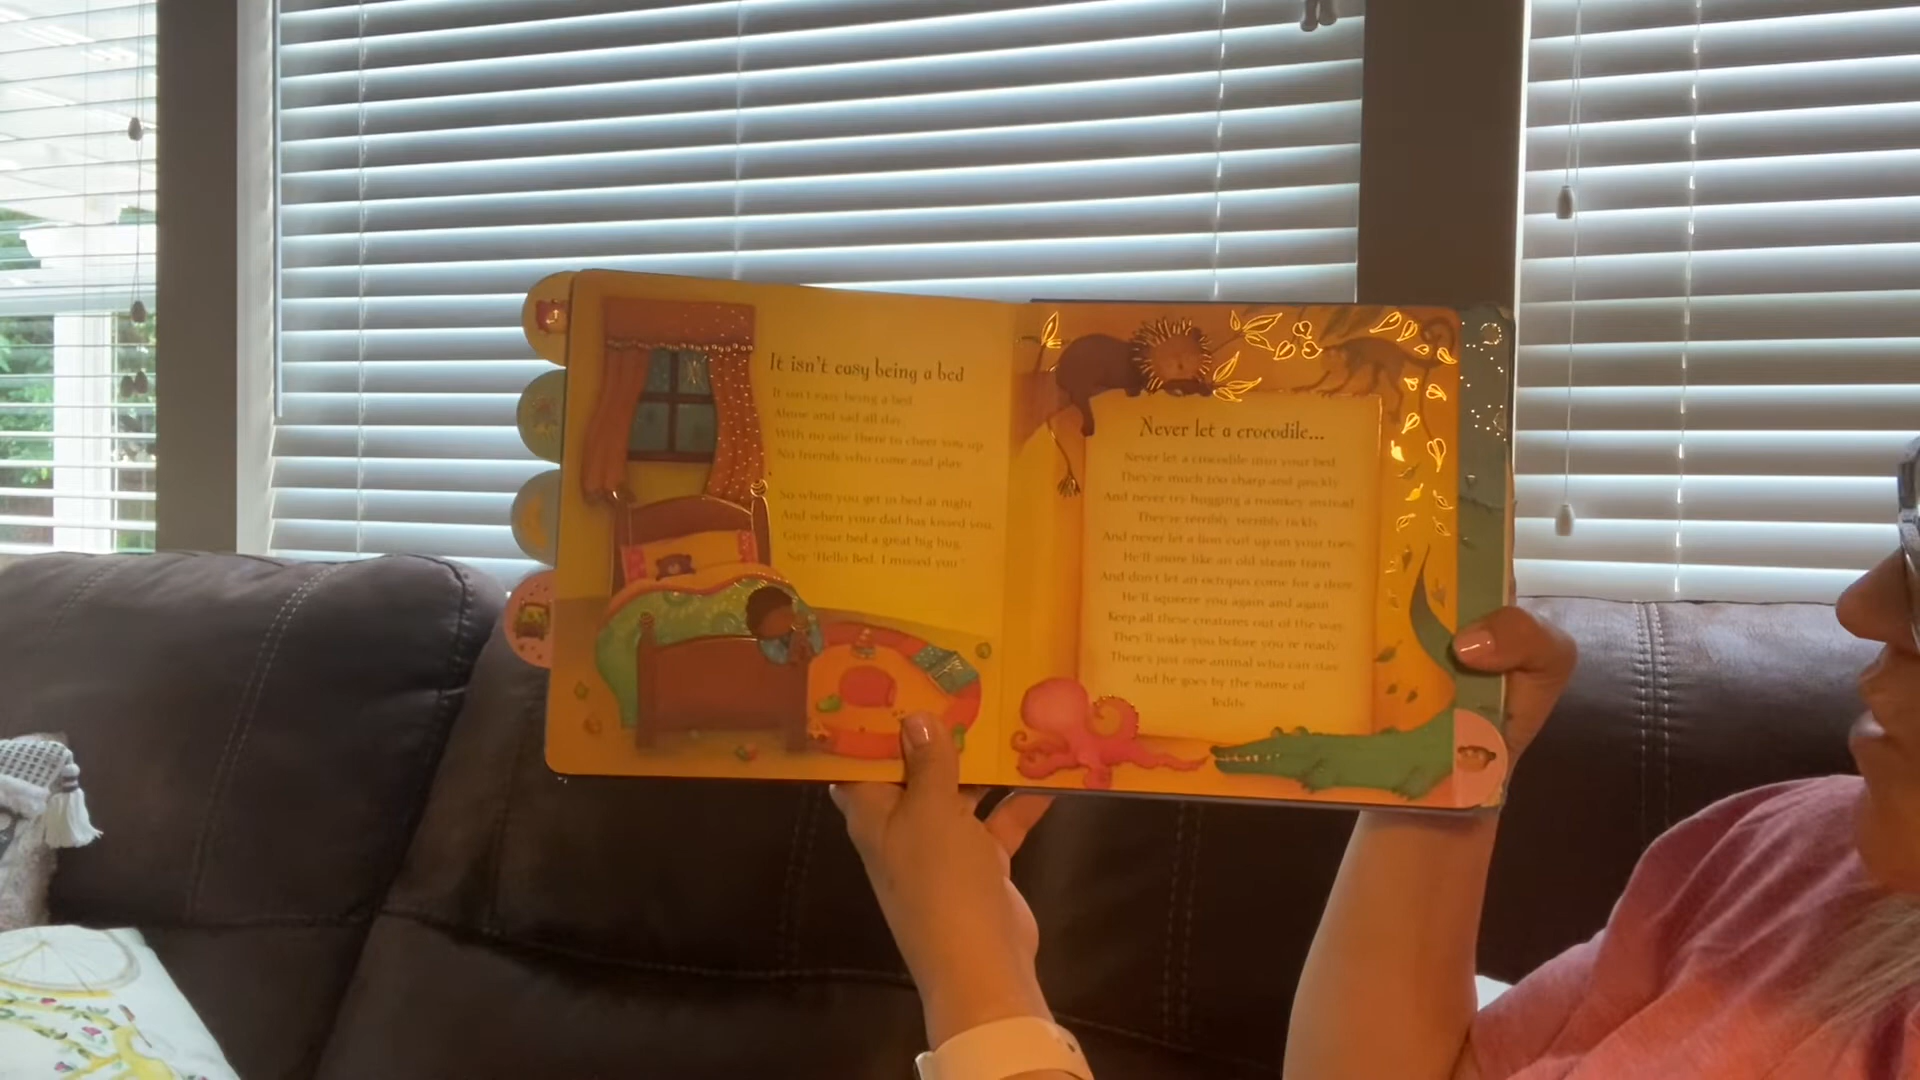 It isn't easy being a bed
It isn't easy being a bed
Alone and sad all day,
With no one there to cheer you up
No friends who come and play.
So when you get in bed at night
And when your dad has kissed you,
Give your bed a great big hug,
Say "Hello Bed, I missed you."
Never let a crocodile...
Never let a crocodile into your bed.
They're much too sharp and prickly.
And never try hugging a monkey instead
They're terribly, terribly tickly.
And never let a lion curl up on your toes.
He'll snore like an old steam train
And don't let an octopus come for a doze
He'll squeeze you again and again.
Keep all these creatures out of the way.
They'll wake you before you're ready.
There's just one animal who can stay
And he goes by the name of
Teddy.